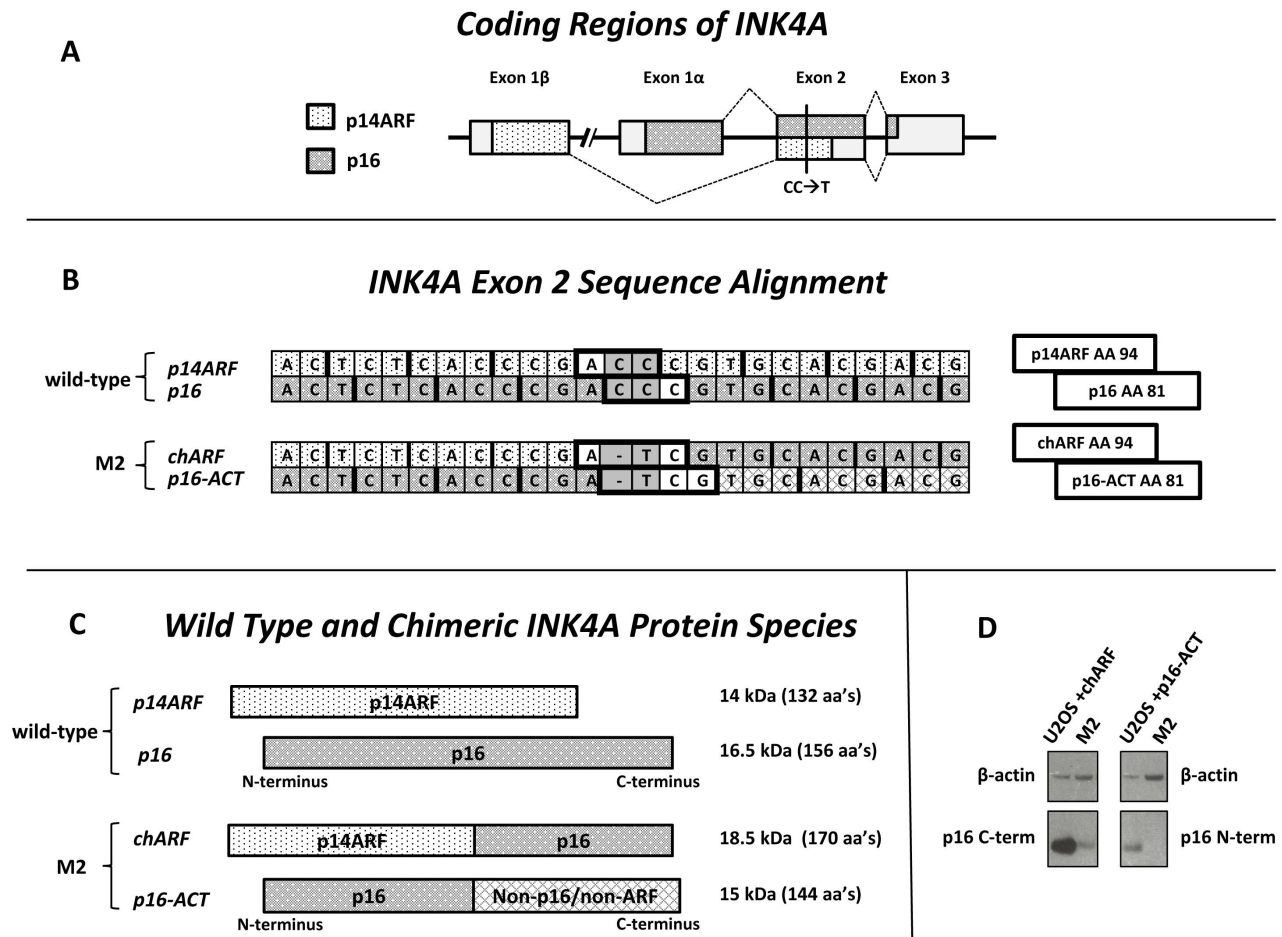 Coding Regions of INK4A
A
Exon 1β
Exon 1α
Exon 2
Exon 3
p14ARF
p16
CC→T
B
INK4A Exon 2 Sequence Alignment
wild-type
p14ARF
A C T C T C A C C C G A C C C G T G C A C G A C G
p16
A C T C T C A C C C G A C C C G T G C A C G A C G
p14ARF AA 94
p16 AA 81
M2
chARF
A C T C T C A C C C G A - T C G T G C A C G A C G
p16-ACT
A C T C T C A C C C G A - T C G T G C A C G A C G
chARF AA 94
p16-ACT AA 81
C
Wild Type and Chimeric INK4A Protein Species
wild-type
p14ARF
p14ARF
14 kDa (132 aa's)
p16
p16
16.5 kDa (156 aa's)
N-terminus
C-terminus
M2
chARF
p14ARF
p16
18.5 kDa (170 aa's)
p16-ACT
p16
Non-p16/non-ARF
15 kDa (144 aa's)
N-terminus
C-terminus
D
U2OS +chARF
M2
U2OS +p16-ACT
M2
β-actin
β-actin
p16 C-term
p16 N-term